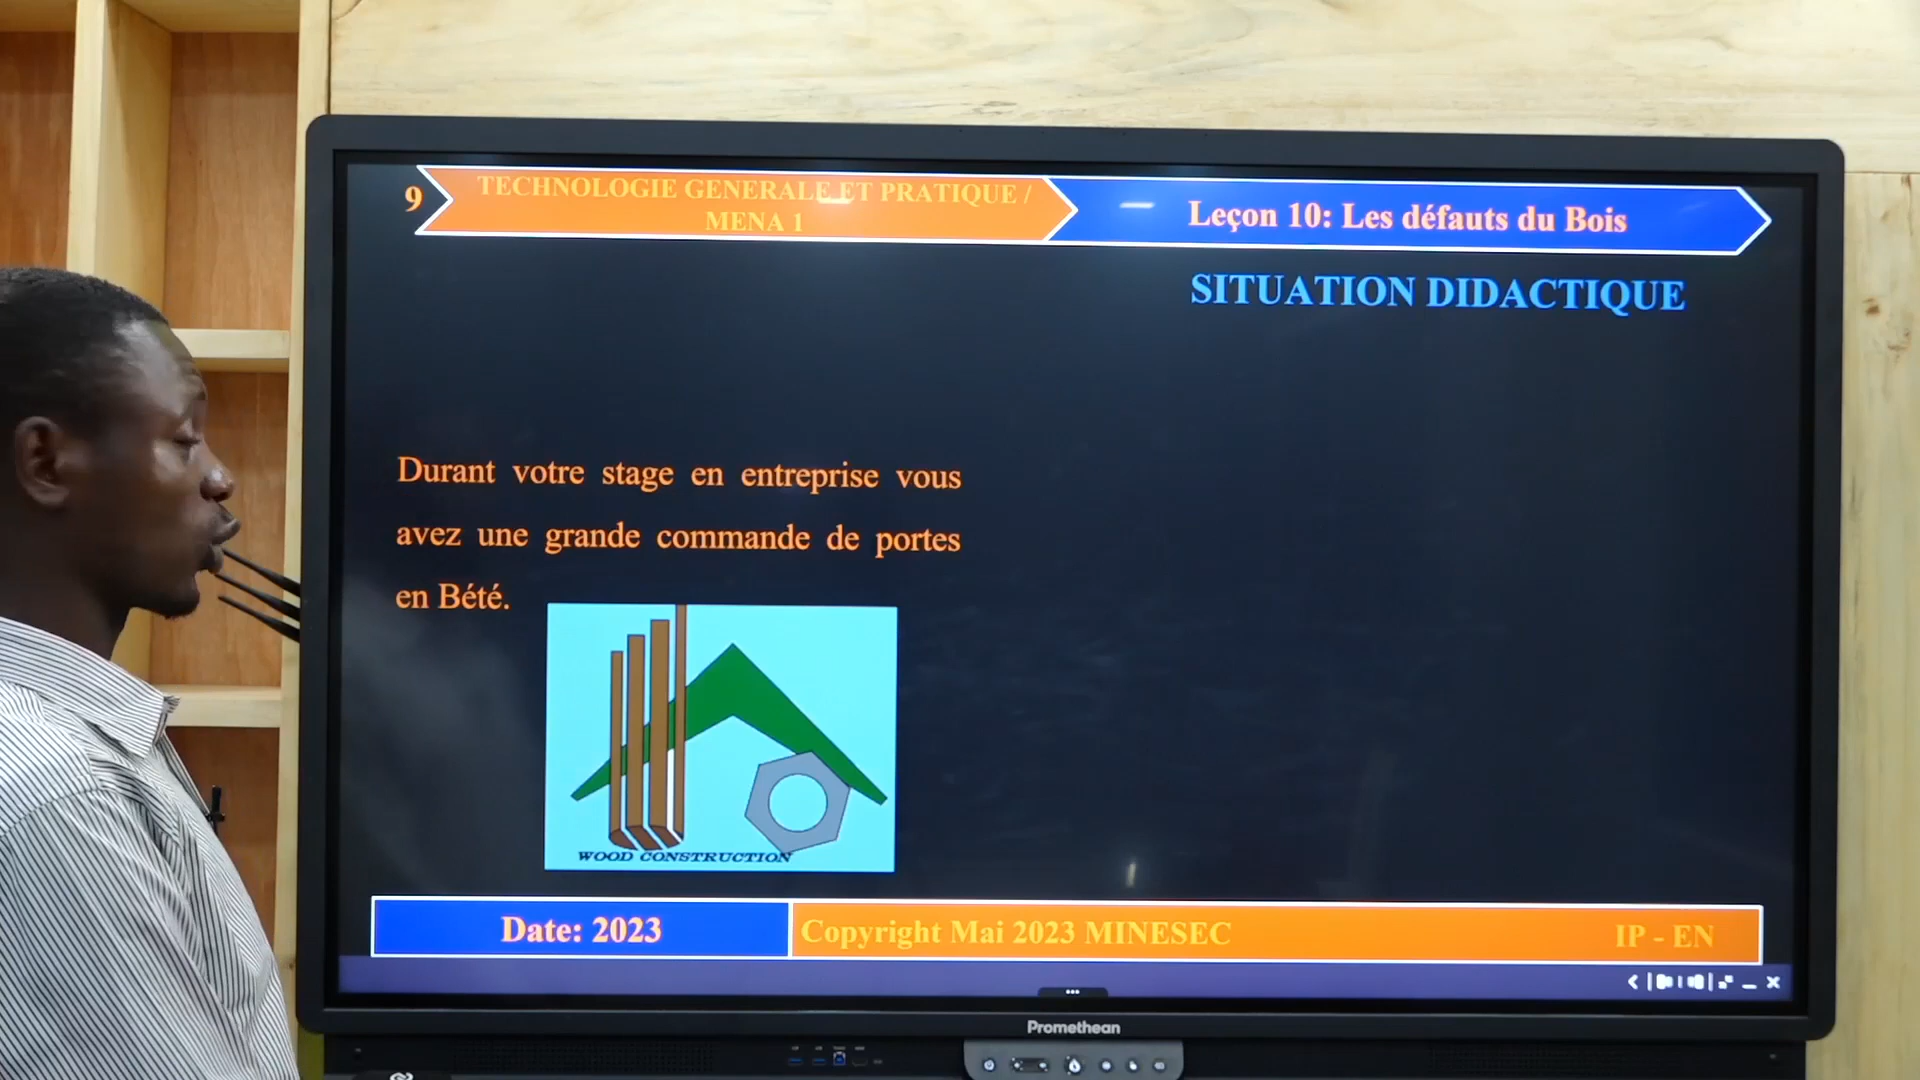 9
TECHNOLOGIE GENERALE ET PRATIQUE /
MENA 1
Leçon 10: Les défauts du Bois
SITUATION DIDACTIQUE
Durant votre stage en entreprise vous
avez une grande commande de portes
en Bété.
WOOD CONSTRUCTION
Date: 2023
Copyright Mai 2023 MINESEC
IP - EN
Promethean